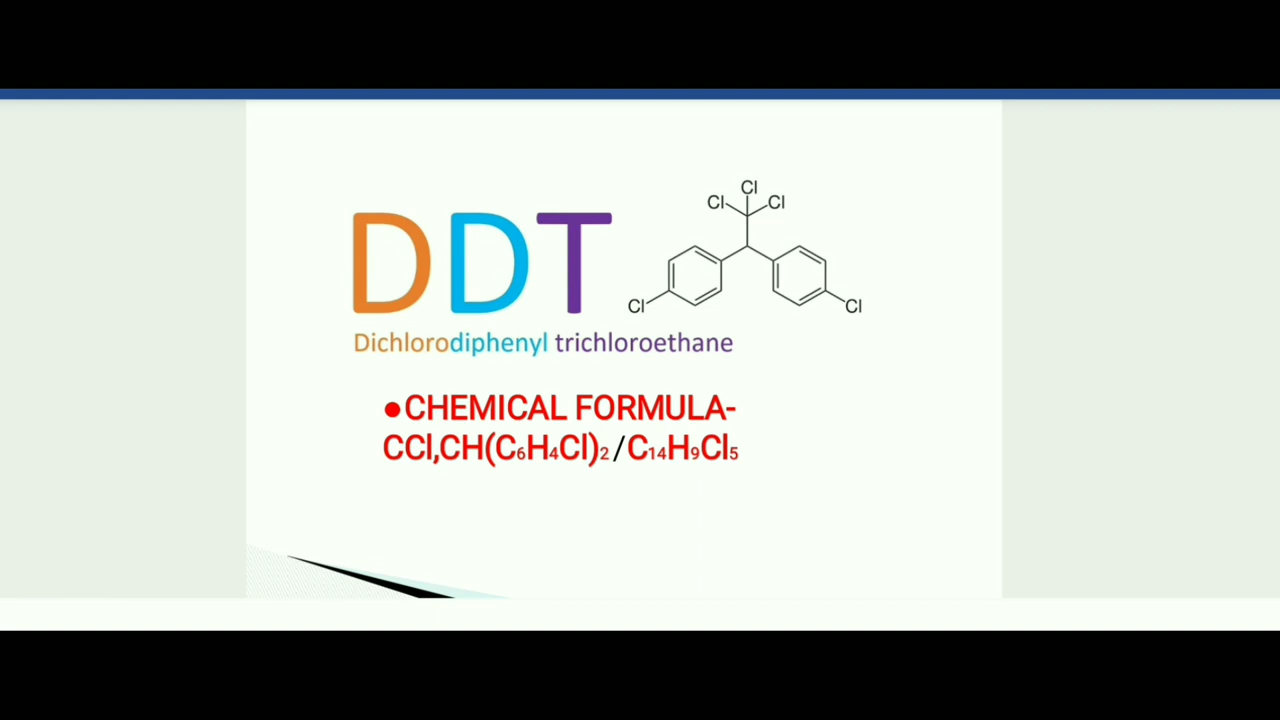 DDT
Dichlorodiphenyl trichloroethane
Cl
Cl Cl
Cl Cl
●CHEMICAL FORMULA-
CCl,CH(C₆H₄Cl)₂/C₁₄H₉Cl₅